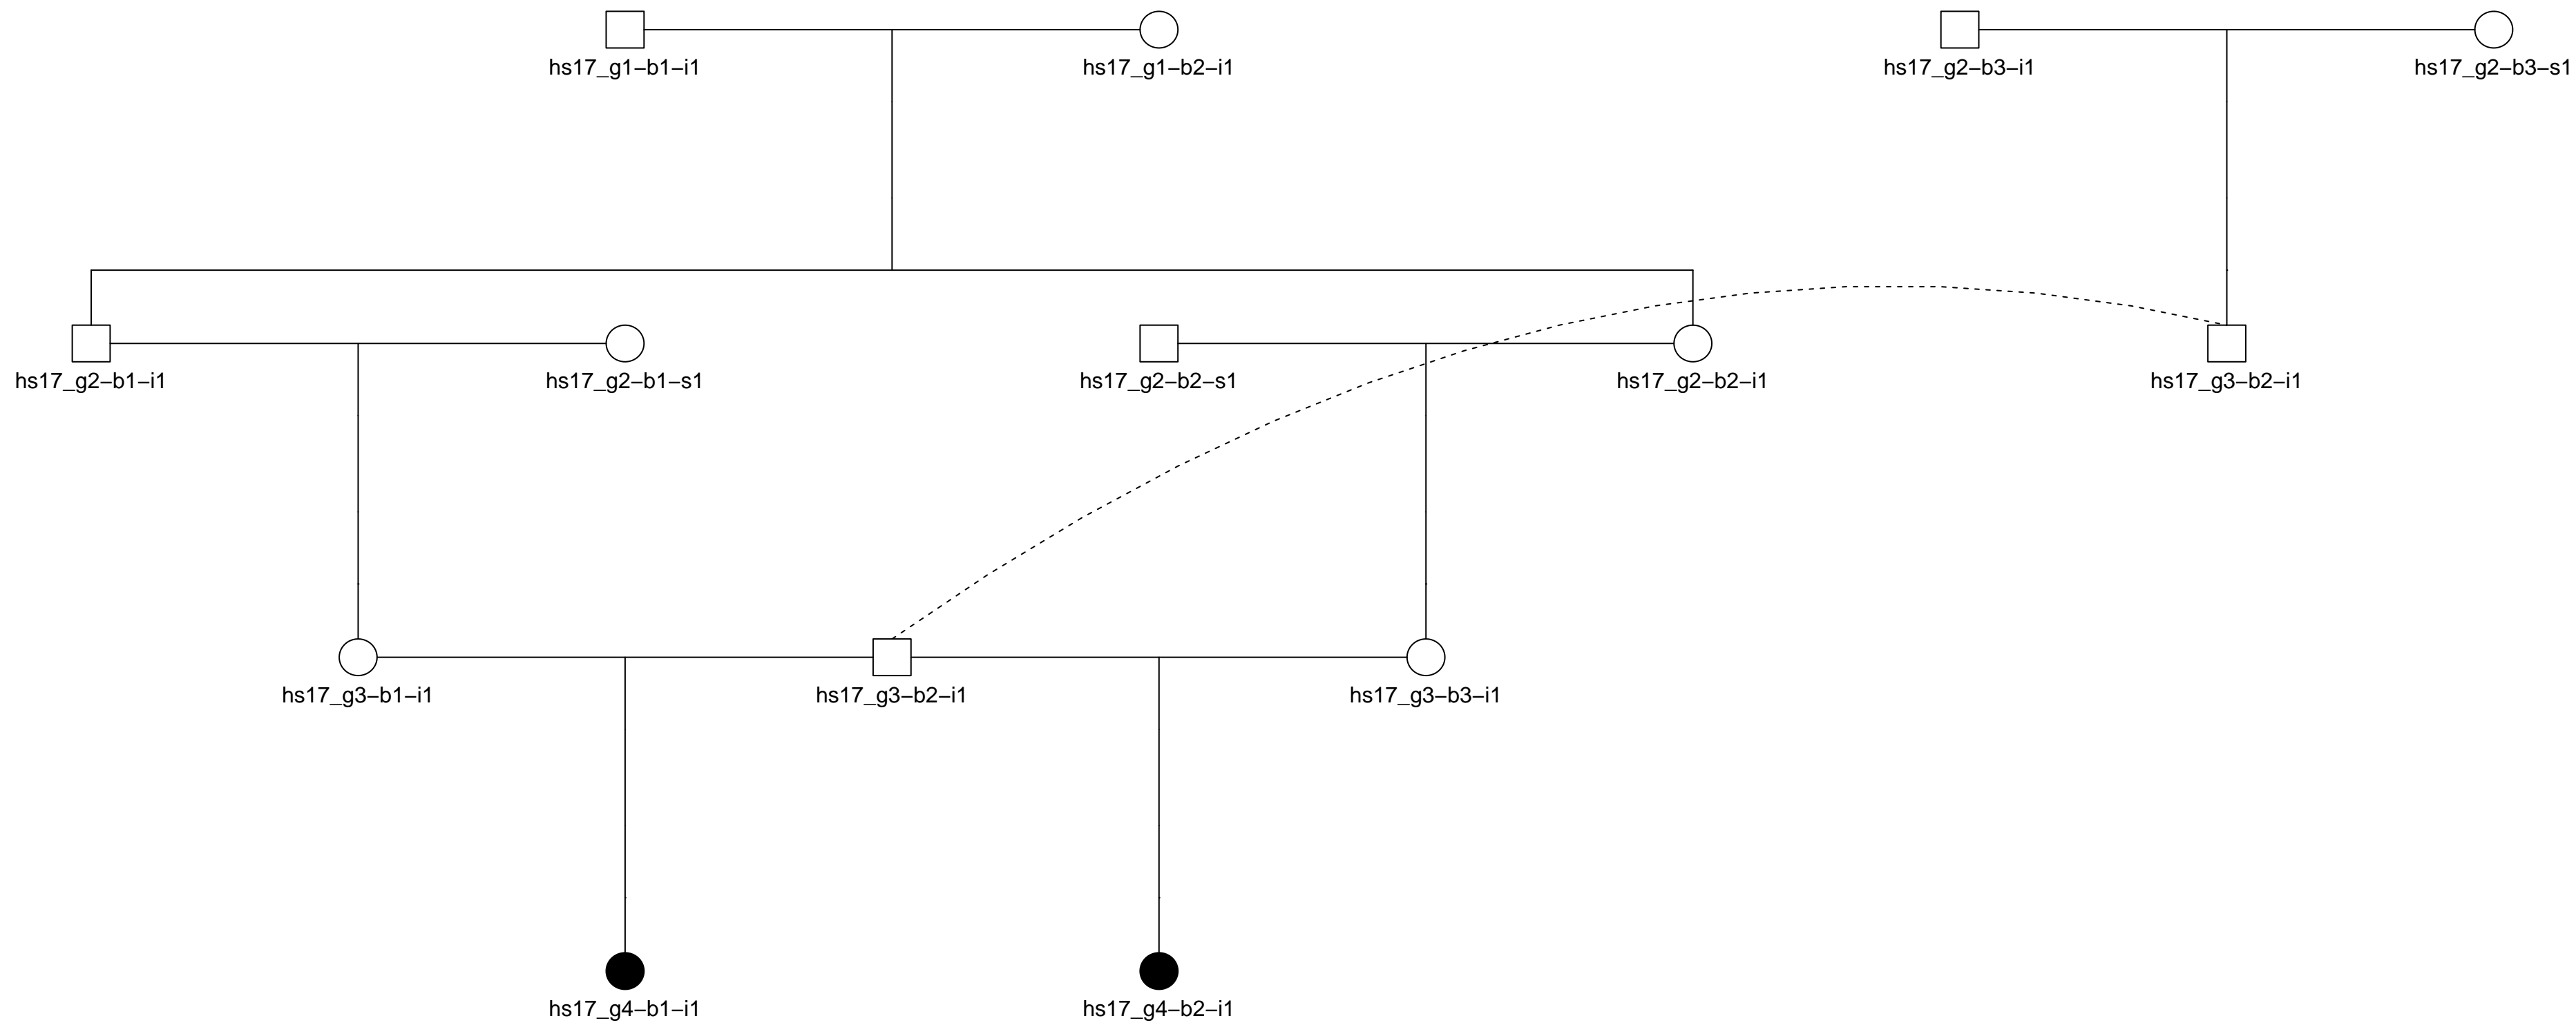 hs17_g1–b1–i1
hs17_g1–b2–i1
hs17_g2–b3–i1
hs17_g2–b3–s1
hs17_g2–b1–i1
hs17_g2–b1–s1
hs17_g2–b2–s1
hs17_g2–b2–i1
hs17_g3–b2–i1
hs17_g3–b1–i1
hs17_g3–b2–i1
hs17_g3–b3–i1
hs17_g4–b1–i1
hs17_g4–b2–i1